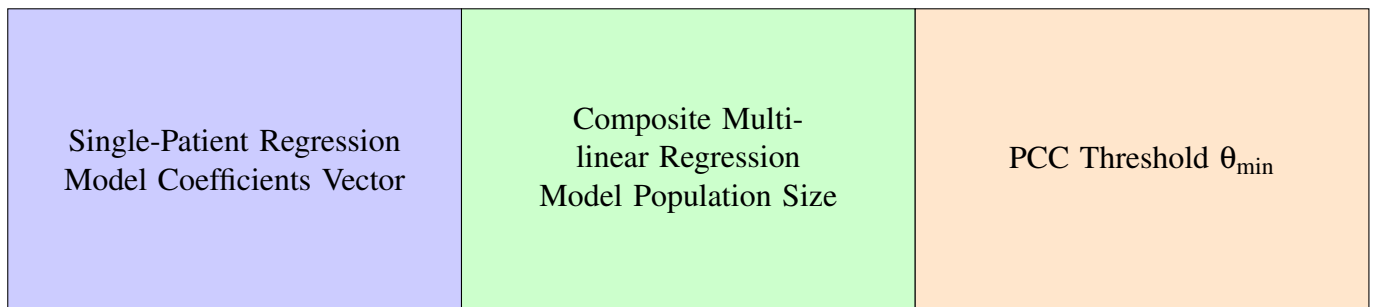 Single-Patient Regression
Model Coefficients Vector
Composite Multi-
linear Regression
Model Population Size
PCC Threshold θmin